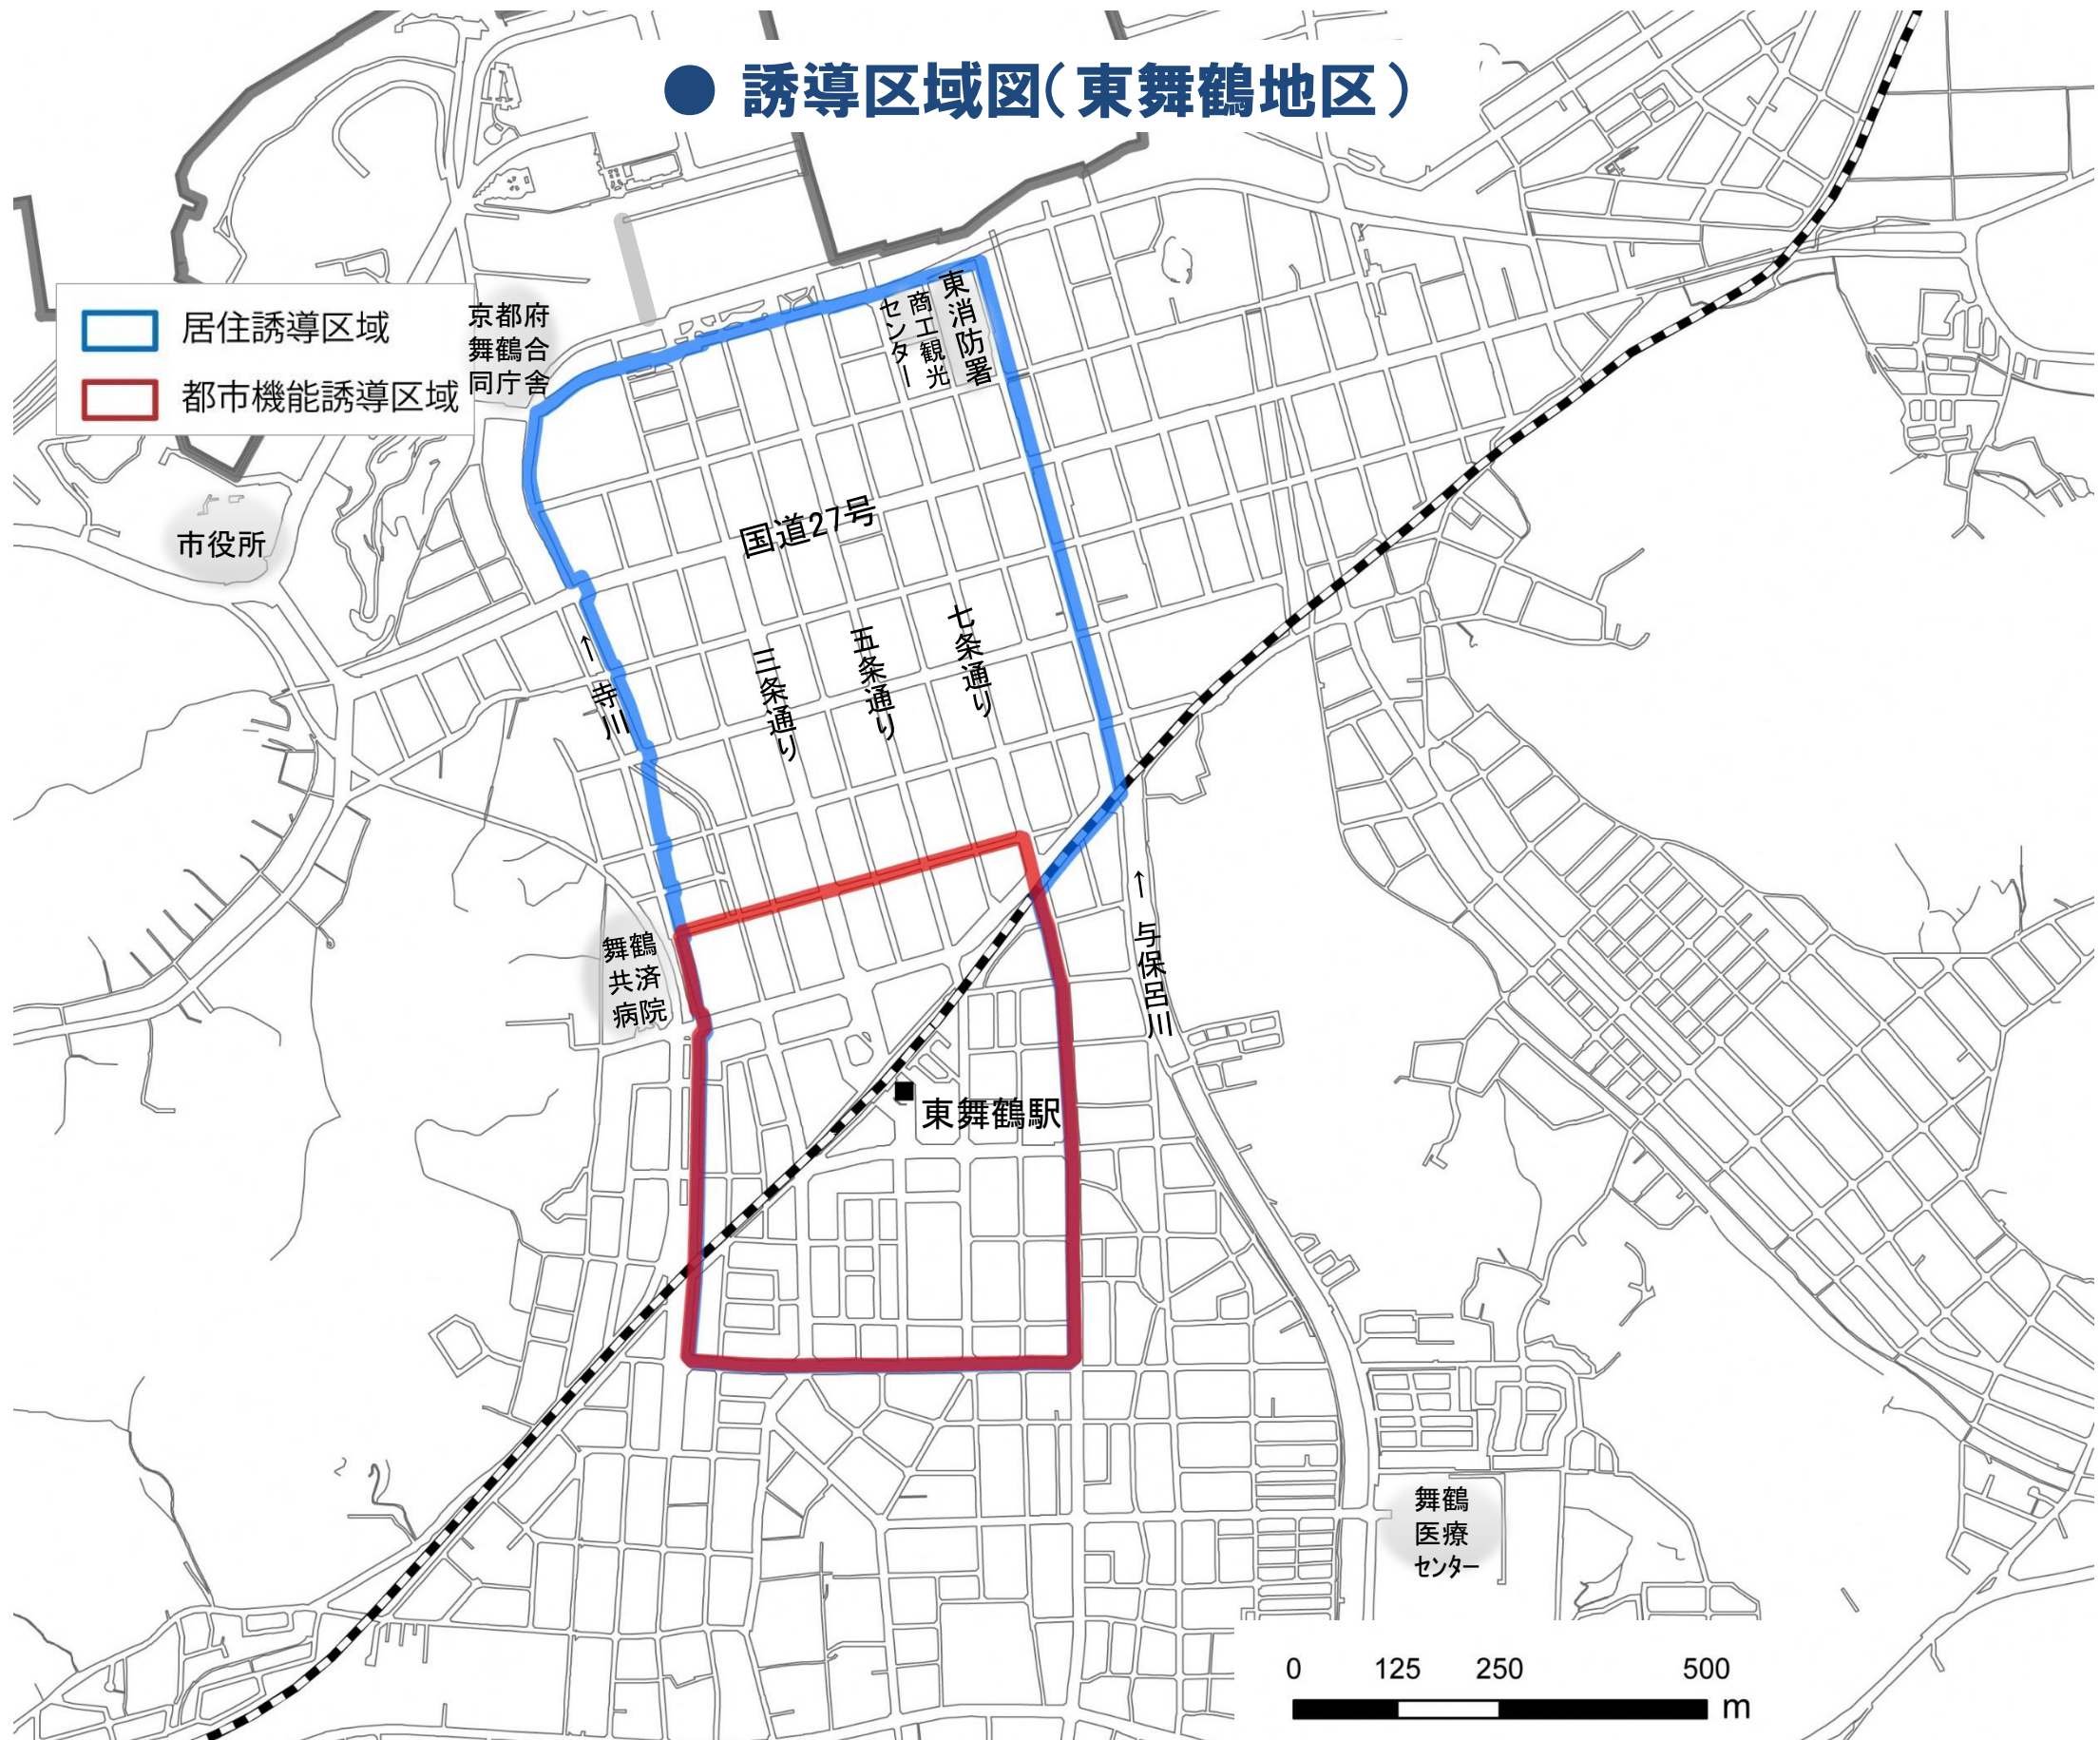 ● 誘導区域図(東舞鶴地区)
居住誘導区域
都市機能誘導区域
京都府
舞鶴合
同庁舎
東消防署
商工観光
センター
市役所
国道27号
七条通り
五条通り
三条通り
↑
寺川
↑
与保呂川
舞鶴
共済
病院
東舞鶴駅
舞鶴
医療
センター
0 125 250 500
m